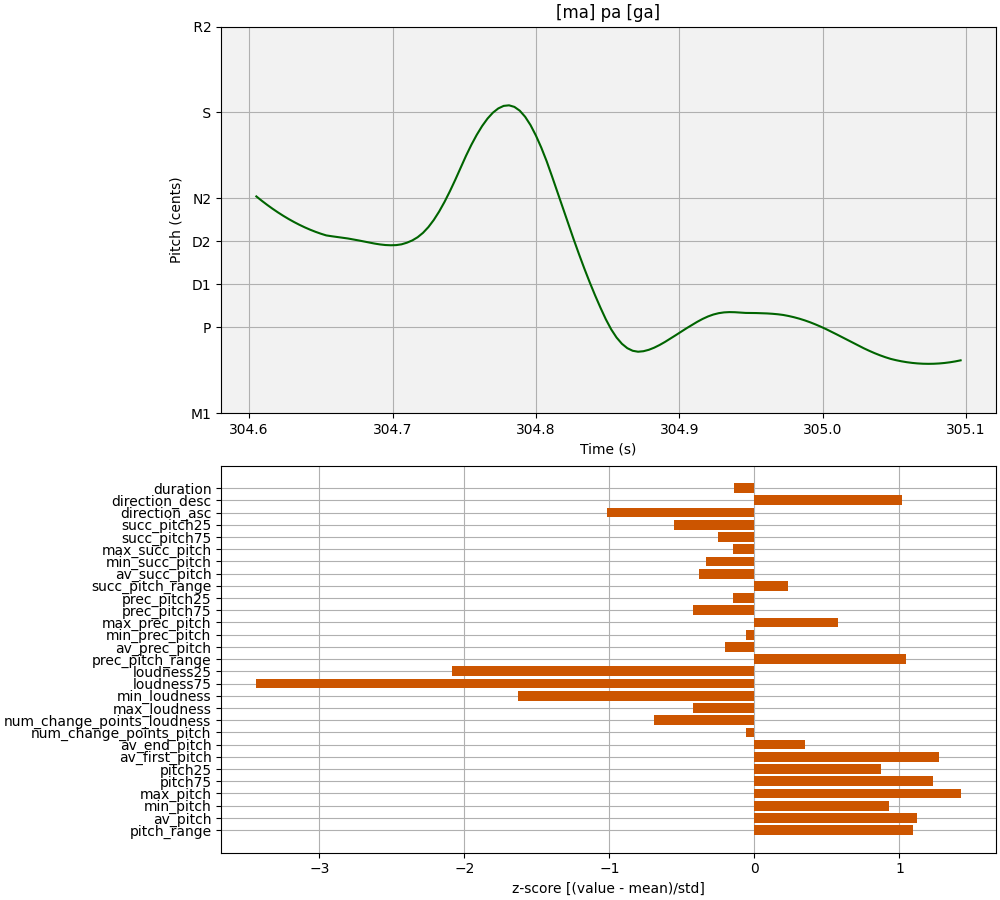 [ma] pa [ga]
R2
S
N2
D2
D1
P
M1
Pitch (cents)
304.6 304.7 304.8 304.9 305.0 305.1
Time (s)
duration
direction_desc
direction_asc
succ_pitch25
succ_pitch75
max_succ_pitch
min_succ_pitch
av_succ_pitch
succ_pitch_range
prec_pitch25
prec_pitch75
max_prec_pitch
min_prec_pitch
av_prec_pitch
prec_pitch_range
loudness25
loudness75
min_loudness
max_loudness
num_change_points_loudness
num_change_points_pitch
av_end_pitch
av_first_pitch
pitch25
pitch75
max_pitch
min_pitch
av_pitch
pitch_range
−3 −2 −1 0 1
z-score [(value - mean)/std]